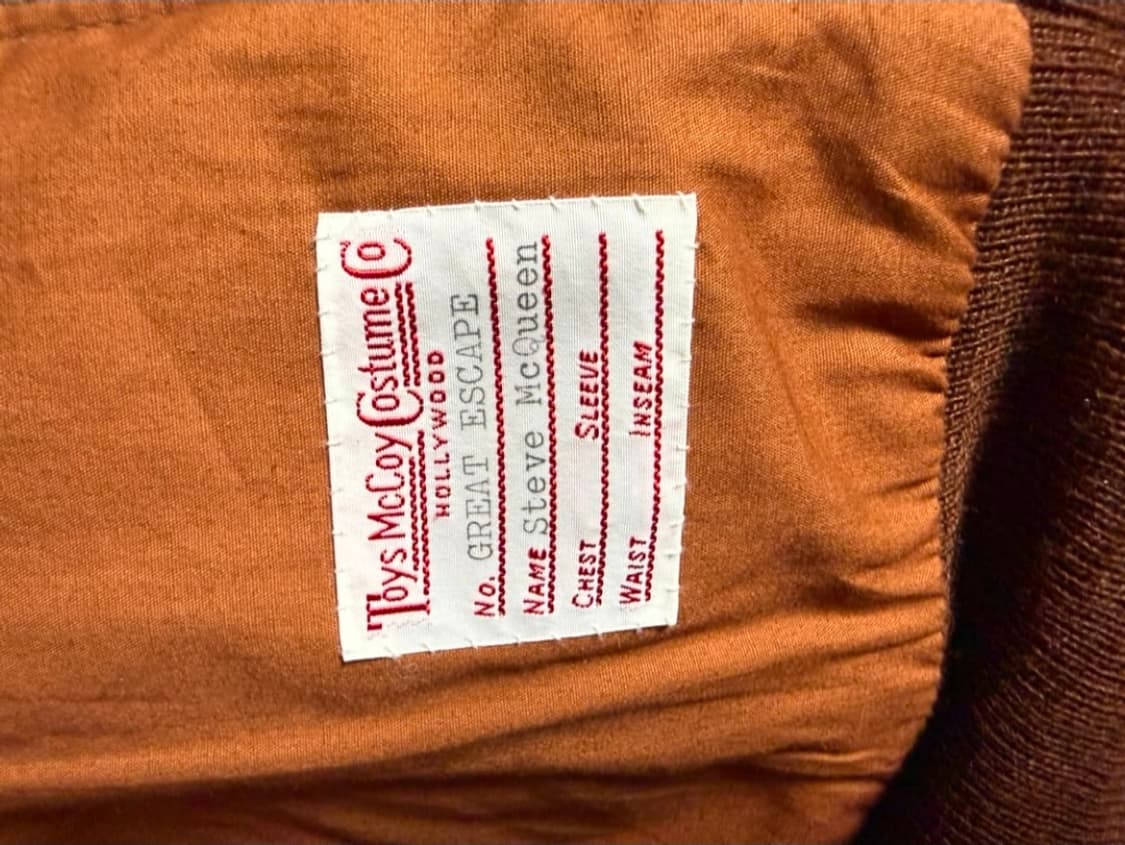 Toys McCoy Costume Co
HOLLYWOOD
No. GREAT ESCAPE
NAME Steve McQueen
CHEST SLEEVE
WAIST INSEAM